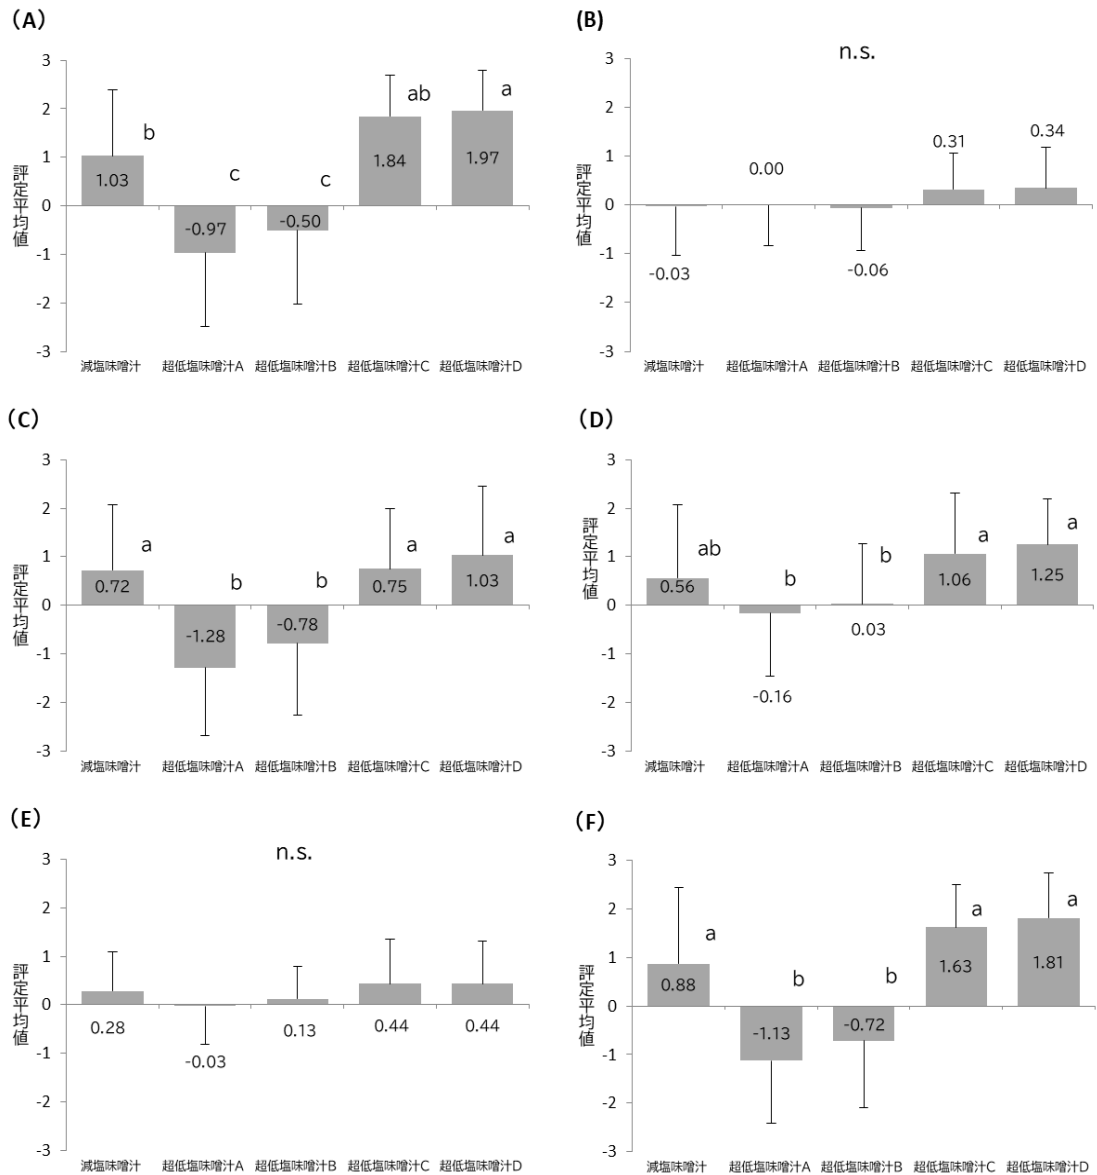 （A）
3
2
1
0
-1
-2
-3
評定平均値
1.03
b
-0.97
c
-0.50
c
1.84
ab
1.97
a
減塩味噌汁 超低塩味噌汁A 超低塩味噌汁B 超低塩味噌汁C 超低塩味噌汁D
(B)
n.s.
3
2
1
0
-1
-2
-3
評定平均値
-0.03
0.00
-0.06
0.31
0.34
減塩味噌汁 超低塩味噌汁A 超低塩味噌汁B 超低塩味噌汁C 超低塩味噌汁D
（C）
3
2
1
0
-1
-2
-3
評定平均値
0.72
a
-1.28
b
-0.78
b
0.75
a
1.03
a
減塩味噌汁 超低塩味噌汁A 超低塩味噌汁B 超低塩味噌汁C 超低塩味噌汁D
（D）
3
2
1
0
-1
-2
-3
評定平均値
0.56
ab
-0.16
b
0.03
b
1.06
a
1.25
a
減塩味噌汁 超低塩味噌汁A 超低塩味噌汁B 超低塩味噌汁C 超低塩味噌汁D
（E）
n.s.
3
2
1
0
-1
-2
-3
評定平均値
0.28
-0.03
0.13
0.44
0.44
減塩味噌汁 超低塩味噌汁A 超低塩味噌汁B 超低塩味噌汁C 超低塩味噌汁D
（F）
3
2
1
0
-1
-2
-3
評定平均値
0.88
a
-1.13
b
-0.72
b
1.63
a
1.81
a
減塩味噌汁 超低塩味噌汁A 超低塩味噌汁B 超低塩味噌汁C 超低塩味噌汁D